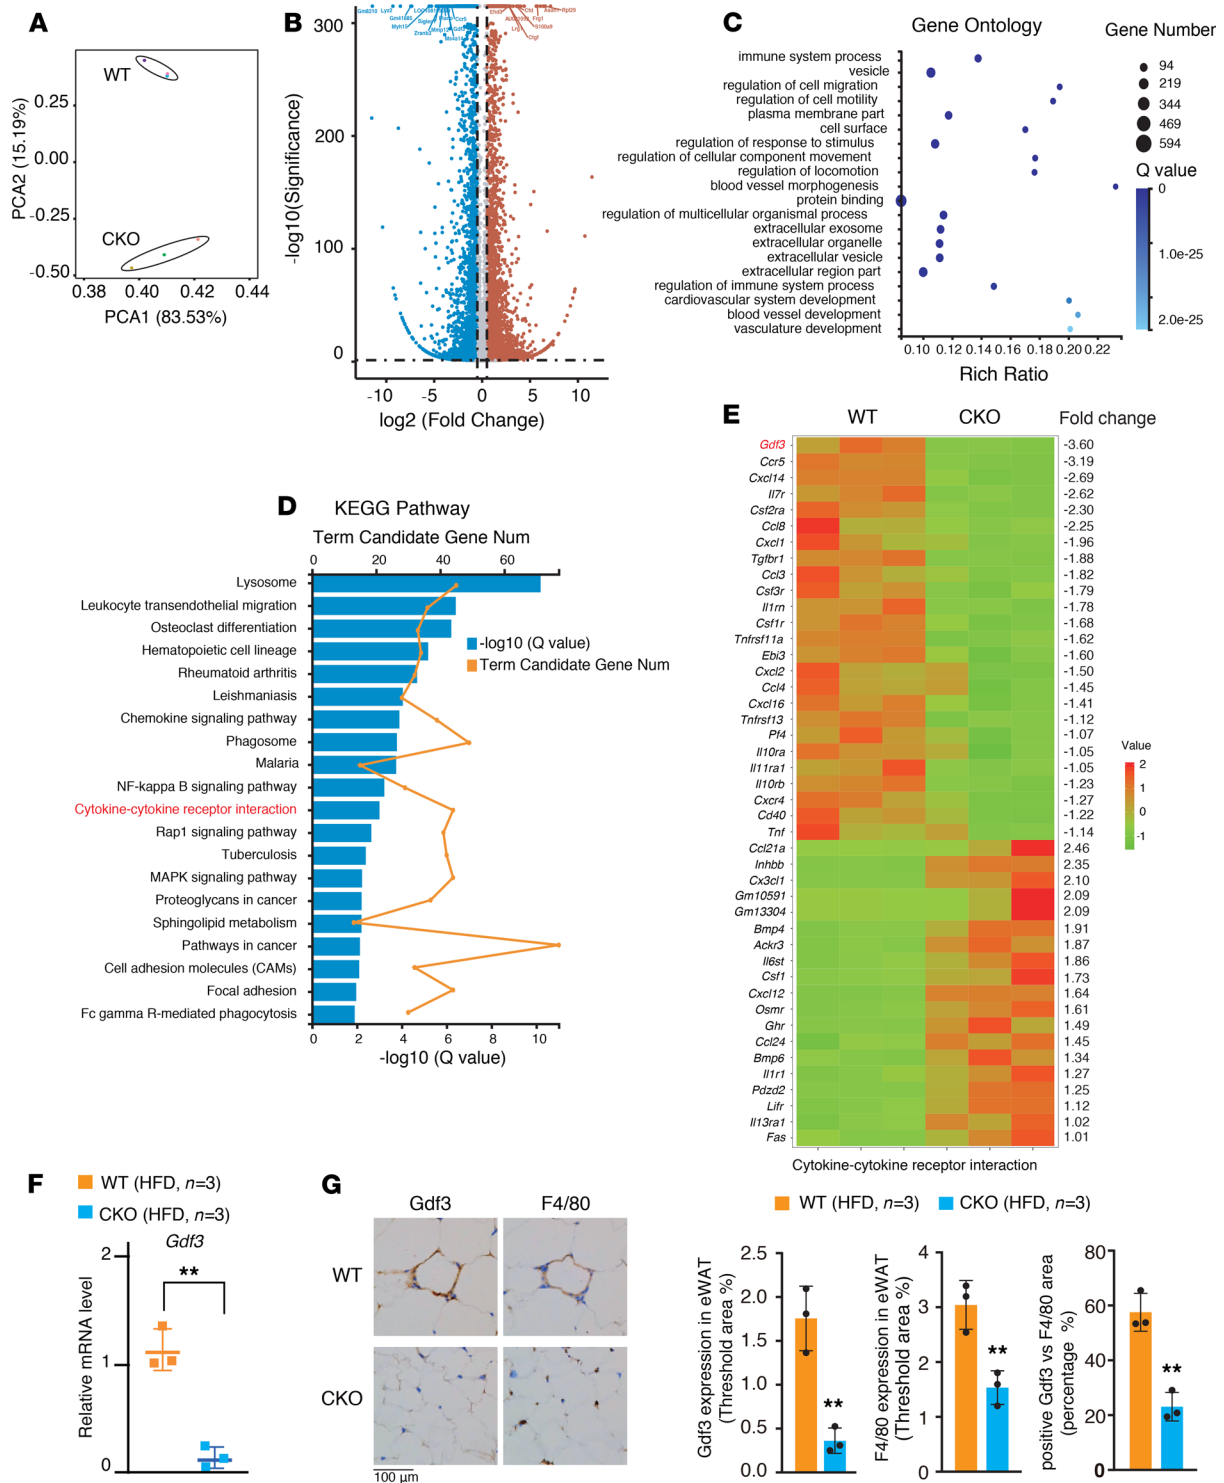 A
WT
CKO
PCA2 (15.19%)
0.25
0.00
-0.25
-0.50
0.38
0.40
0.42
0.44
PCA1 (83.53%)
B
-log10(Significance)
300
200
100
0
-10
-5
0
5
10
log2 (Fold Change)
C
Gene Ontology
immune system process
vesicle
regulation of cell migration
regulation of cell motility
plasma membrane part
cell surface
regulation of response to stimulus
regulation of cellular component movement
regulation of locomotion
blood vessel morphogenesis
protein binding
regulation of multicellular organismal process
extracellular exosome
extracellular organelle
extracellular vesicle
extracellular region part
regulation of immune system process
cardiovascular system development
blood vessel development
vasculature development
0.10 0.12 0.14 0.16 0.18 0.20 0.22
Rich Ratio
Gene Number
94
219
344
469
594
Q value
0
1.0e-25
2.0e-25
D
KEGG Pathway
Term Candidate Gene Num
0
20
40
60
Lysosome
Leukocyte transendothelial migration
Osteoclast differentiation
Hematopoietic cell lineage
Rheumatoid arthritis
Leishmaniasis
Chemokine signaling pathway
Phagosome
Malaria
NF-kappa B signaling pathway
Cytokine-cytokine receptor interaction
Rap1 signaling pathway
Tuberculosis
MAPK signaling pathway
Proteoglycans in cancer
Sphingolipid metabolism
Pathways in cancer
Cell adhesion molecules (CAMs)
Focal adhesion
Fc gamma R-mediated phagocytosis
-log10 (Q value)
Term Candidate Gene Num
0
2
4
6
8
10
-log10 (Q value)
E
WT
CKO
Fold change
Gdf3 -3.60
Ccr5 -3.19
Cxcl14 -2.69
Il7r -2.62
Csf2ra -2.30
Ccl8 -2.25
Cxcl1 -1.96
Tgfbr1 -1.88
Ccl3 -1.82
Csf3r -1.79
Il1rn -1.78
Csf1r -1.68
Tnfrsf11a -1.62
Ebi3 -1.60
Cxcl2 -1.50
Ccl4 -1.45
Cxcl16 -1.41
Tnfrsf13 -1.12
Pf4 -1.07
Il10ra -1.05
Il11ra1 -1.05
Il10rb -1.23
Cxcr4 -1.27
Cd40 -1.22
Tnf -1.14
Ccl21a 2.46
Inhbb 2.35
Cx3cl1 2.10
Gm10591 2.09
Gm13304 2.09
Bmp4 1.91
Ackr3 1.87
Il6st 1.86
Csf1 1.73
Cxcl12 1.64
Osmr 1.61
Ghr 1.49
Ccl24 1.45
Bmp6 1.34
Il1r1 1.27
Pdzd2 1.25
Lifr 1.12
Il13ra1 1.02
Fas 1.01
Cytokine-cytokine receptor interaction
Value
2
1
0
-1
F
WT (HFD, n=3)
CKO (HFD, n=3)
Gdf3
**
Relative mRNA level
2
1
0
G
Gdf3
F4/80
WT
CKO
100 µm
WT (HFD, n=3)
CKO (HFD, n=3)
Gdf3 expression in eWAT
(Threshold area %)
2.5
2.0
1.5
1.0
0.5
0.0
**
F4/80 expression in eWAT
(Threshold area %)
4
3
2
1
0
**
positive Gdf3 vs F4/80 area
(percentage %)
80
60
40
20
0
**